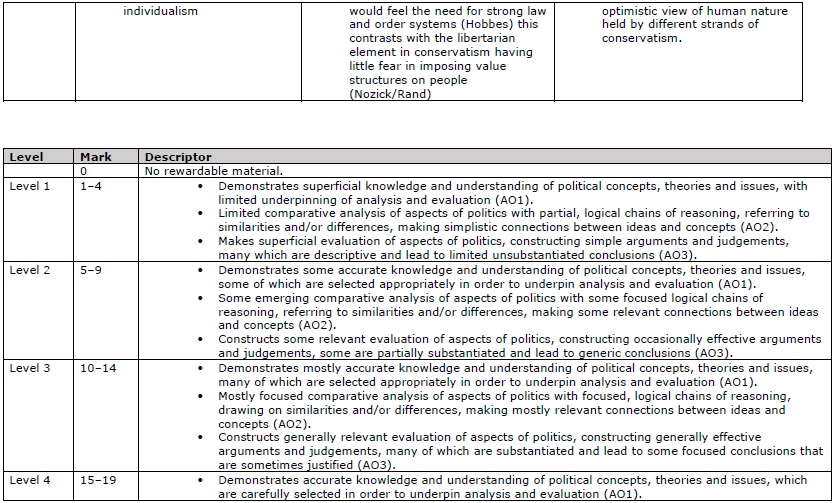 individualism
would feel the need for strong law
and order systems (Hobbes) this
contrasts with the libertarian
element in conservatism having
little fear in imposing value
structures on people
(Nozick/Rand)
optimistic view of human nature
held by different strands of
conservatism.
Level Mark Descriptor
0 No rewardable material.
Level 1 1–4 • Demonstrates superficial knowledge and understanding of political concepts, theories and issues, with
limited underpinning of analysis and evaluation (AO1).
• Limited comparative analysis of aspects of politics with partial, logical chains of reasoning, referring to
similarities and/or differences, making simplistic connections between ideas and concepts (AO2).
• Makes superficial evaluation of aspects of politics, constructing simple arguments and judgements,
many which are descriptive and lead to limited unsubstantiated conclusions (AO3).
Level 2 5–9 • Demonstrates some accurate knowledge and understanding of political concepts, theories and issues,
some of which are selected appropriately in order to underpin analysis and evaluation (AO1).
• Some emerging comparative analysis of aspects of politics with some focused logical chains of
reasoning, referring to similarities and/or differences, making some relevant connections between ideas
and concepts (AO2).
• Constructs some relevant evaluation of aspects of politics, constructing occasionally effective arguments
and judgements, some are partially substantiated and lead to generic conclusions (AO3).
Level 3 10–14 • Demonstrates mostly accurate knowledge and understanding of political concepts, theories and issues,
many of which are selected appropriately in order to underpin analysis and evaluation (AO1).
• Mostly focused comparative analysis of aspects of politics with focused, logical chains of reasoning,
drawing on similarities and/or differences, making mostly relevant connections between ideas and
concepts (AO2).
• Constructs generally relevant evaluation of aspects of politics, constructing generally effective
arguments and judgements, many of which are substantiated and lead to some focused conclusions that
are sometimes justified (AO3).
Level 4 15–19 • Demonstrates accurate knowledge and understanding of political concepts, theories and issues, which
are carefully selected in order to underpin analysis and evaluation (AO1).